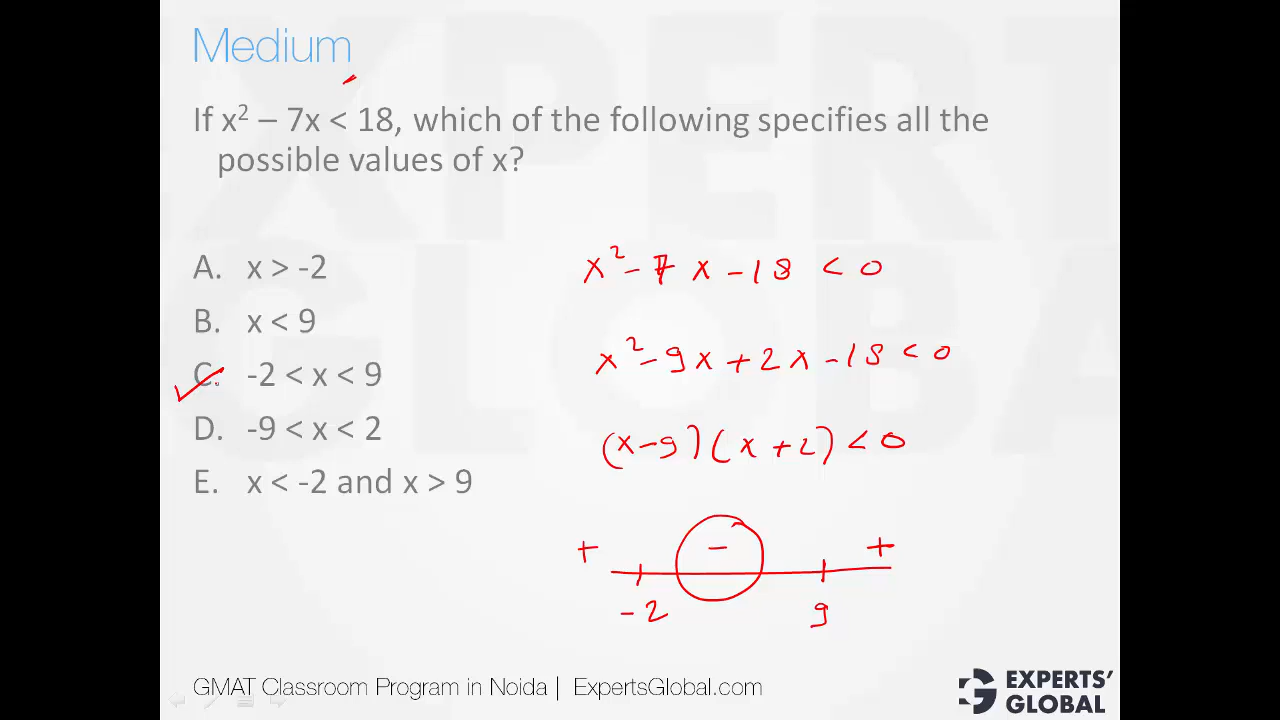 Medium
If x² – 7x < 18, which of the following specifies all the
possible values of x?
A. x > -2
B. x < 9
C. -2 < x < 9
D. -9 < x < 2
E. x < -2 and x > 9
x² - 7x - 18 < 0
x² - 9x + 2x - 18 < 0
(x - 9)(x + 2) < 0
+ - +
-2 9
GMAT Classroom Program in Noida | ExpertsGlobal.com
EXPERTS'
GLOBAL
EXPERT
GLOBAL